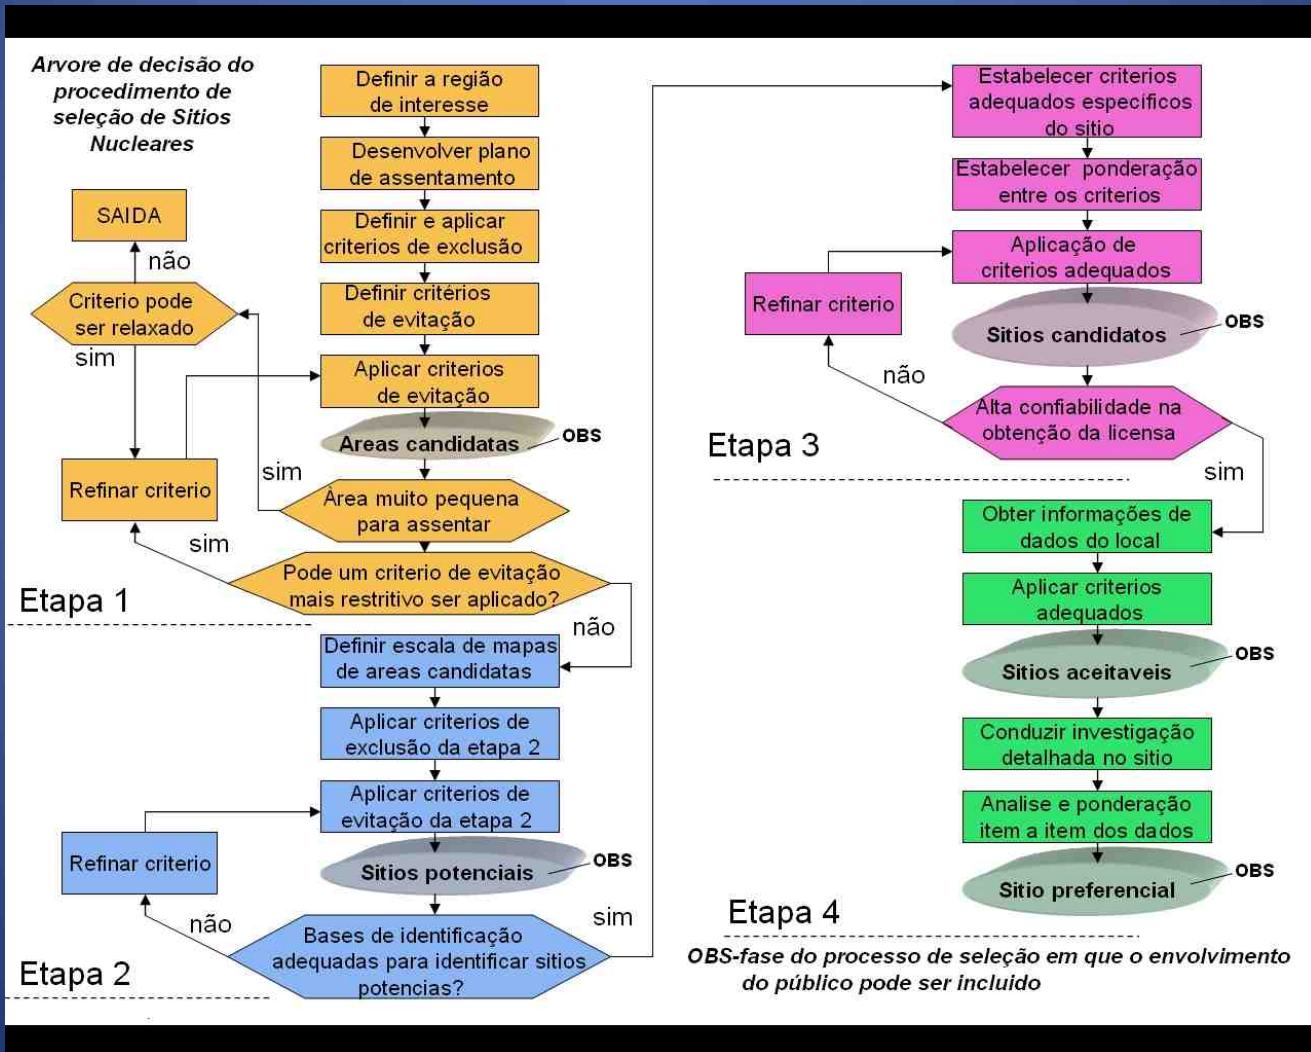 Arvore de decisão do
procedimento de
seleção de Sitios
Nucleares
Definir a região
de interesse
Desenvolver plano
de assentamento
Definir e aplicar
criterios de exclusão
Definir critérios
de evitação
Aplicar criterios
de evitação
Areas candidatas
OBS
Àrea muito pequena
para assentar
sim
Pode um criterio de evitação
mais restritivo ser aplicado?
sim
não
SAIDA
não
Criterio pode
ser relaxado
sim
Refinar criterio
Etapa 1
Definir escala de mapas
de areas candidatas
Aplicar criterios de
exclusão da etapa 2
Aplicar criterios de
evitação da etapa 2
Refinar criterio
Sitios potenciais
OBS
Bases de identificação
adequadas para identificar sitios
potencias?
não
sim
Etapa 2
Estabelecer criterios
adequados específicos
do sitio
Estabelecer ponderação
entre os criterios
Aplicação de
criterios adequados
Refinar criterio
Sitios candidatos
OBS
não
Alta confiabilidade na
obtenção da licensa
sim
Etapa 3
Obter informações de
dados do local
Aplicar criterios
adequados
Sitios aceitaveis
OBS
Conduzir investigação
detalhada no sitio
Analise e ponderação
item a item dos dados
Sitio preferencial
OBS
Etapa 4
OBS-fase do processo de seleção em que o envolvimento
do público pode ser incluido